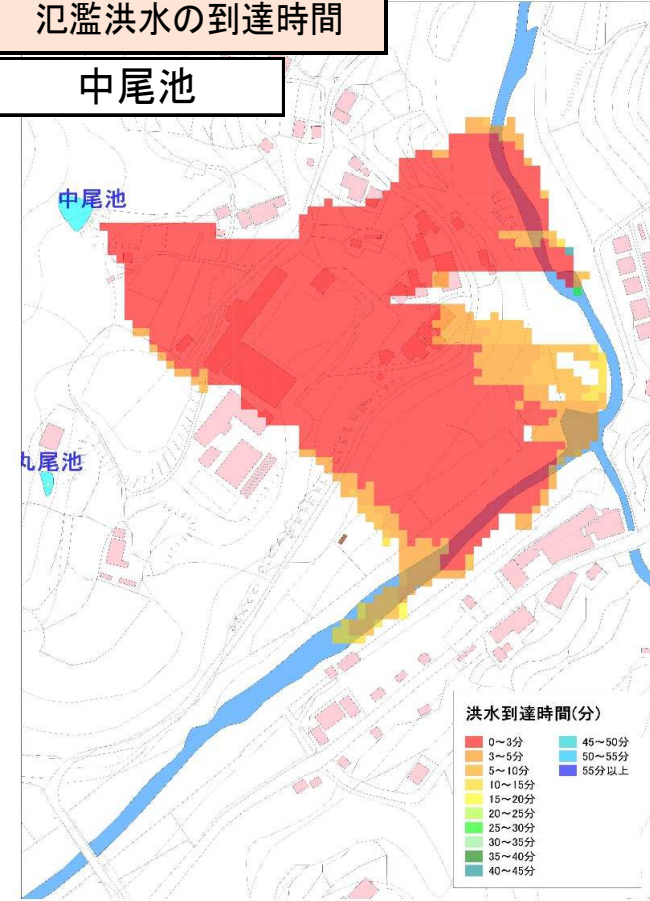 氾濫洪水の到達時間
中尾池
中尾池
丸尾池
洪水到達時間(分)
0～3分
3～5分
5～10分
10～15分
15～20分
20～25分
25～30分
30～35分
35～40分
40～45分
45～50分
50～55分
55分以上